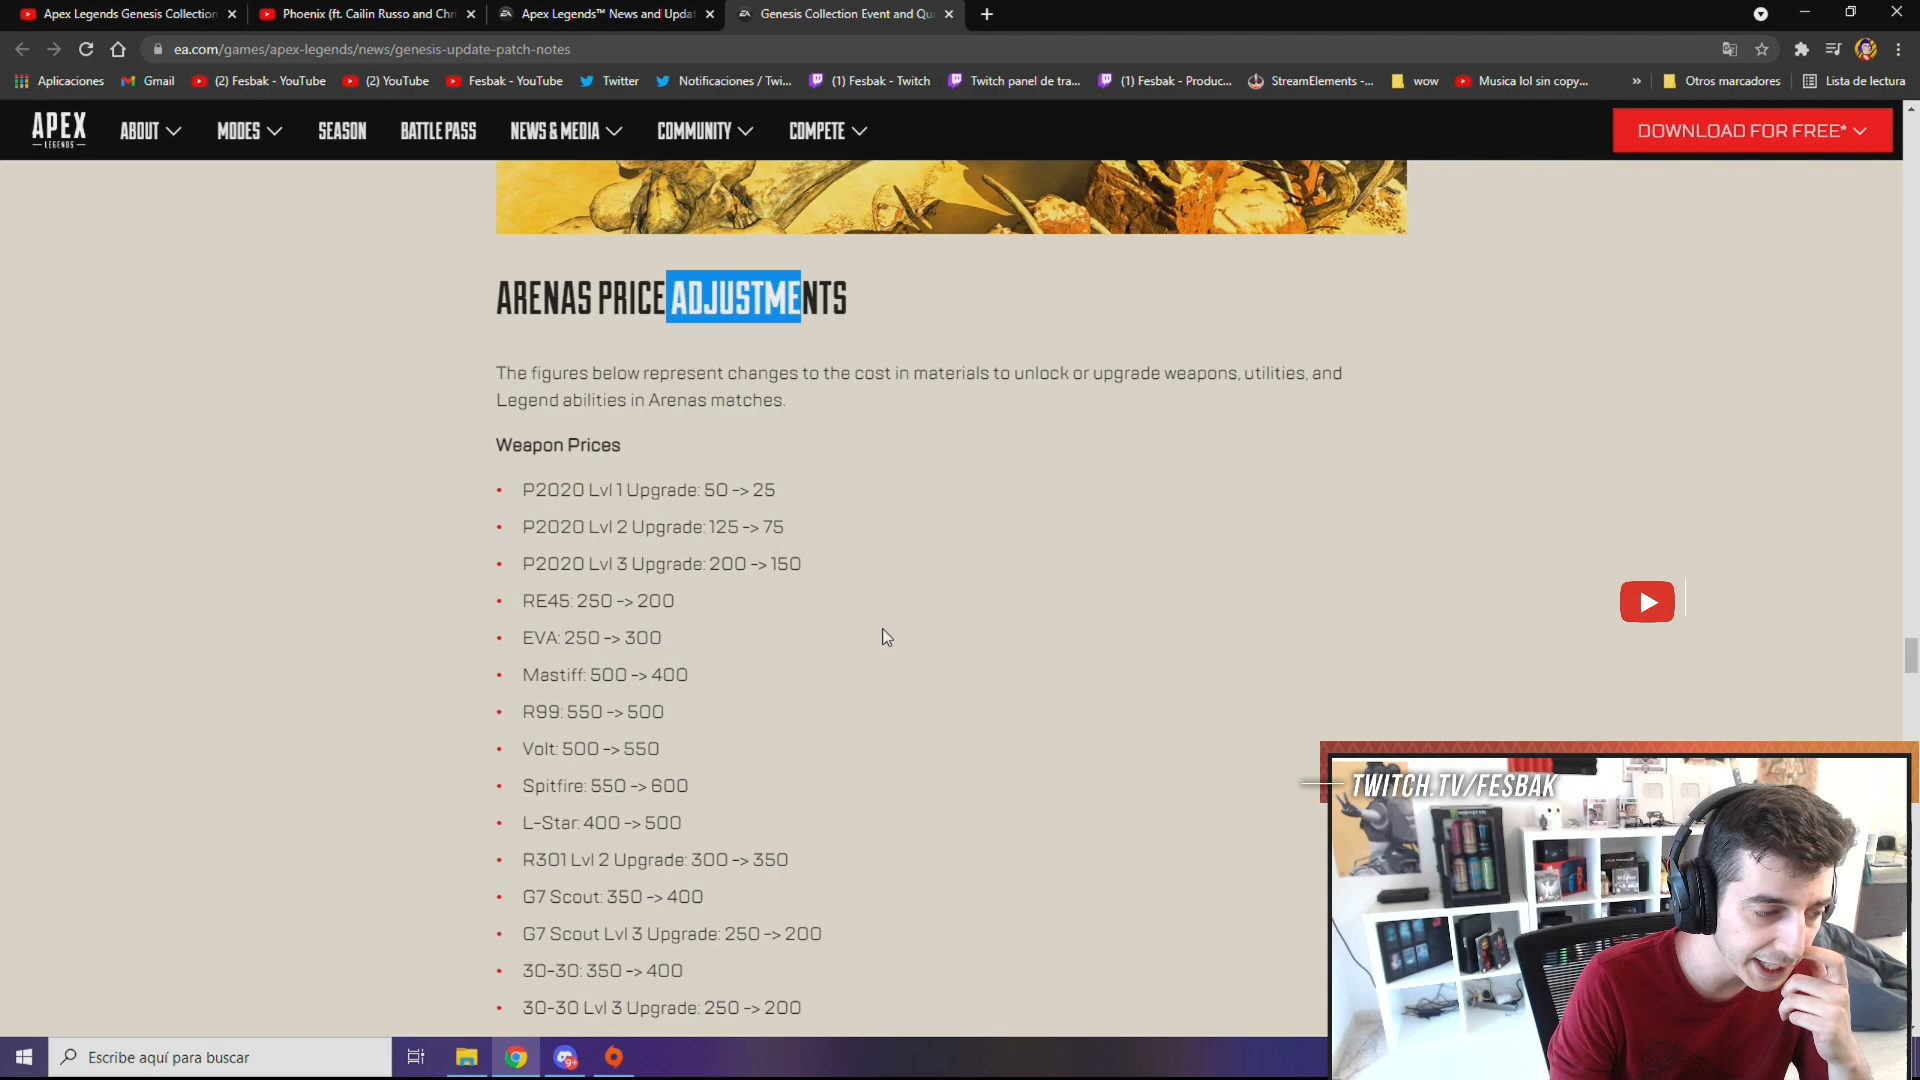 Apex Legends Genesis Collection
Phoenix (ft. Cailin Russo and Chri
Apex Legends™ News and Upda
Genesis Collection Event and Qu
ea.com/games/apex-legends/news/genesis-update-patch-notes
Aplicaciones
Gmail
(2) Fesbak - YouTube
(2) YouTube
Fesbak - YouTube
Twitter
Notificaciones / Twi...
(1) Fesbak - Twitch
Twitch panel de tra...
(1) Fesbak - Produc...
StreamElements -...
wow
Musica lol sin copy...
»
Otros marcadores
Lista de lectura
APEX
LEGENDS
ABOUT
MODES
SEASON
BATTLE PASS
NEWS & MEDIA
COMMUNITY
COMPETE
DOWNLOAD FOR FREE*
ARENAS PRICE ADJUSTMENTS
The figures below represent changes to the cost in materials to unlock or upgrade weapons, utilities, and
Legend abilities in Arenas matches.
Weapon Prices
• P2020 Lvl 1 Upgrade: 50 -> 25
• P2020 Lvl 2 Upgrade: 125 -> 75
• P2020 Lvl 3 Upgrade: 200 -> 150
• RE45: 250 -> 200
• EVA: 250 -> 300
• Mastiff: 500 -> 400
• R99: 550 -> 500
• Volt: 500 -> 550
• Spitfire: 550 -> 600
• L-Star: 400 -> 500
• R301 Lvl 2 Upgrade: 300 -> 350
• G7 Scout: 350 -> 400
• G7 Scout Lvl 3 Upgrade: 250 -> 200
• 30-30: 350 -> 400
• 30-30 Lvl 3 Upgrade: 250 -> 200
TWITCH.TV/FESBAK
Escribe aquí para buscar
9+